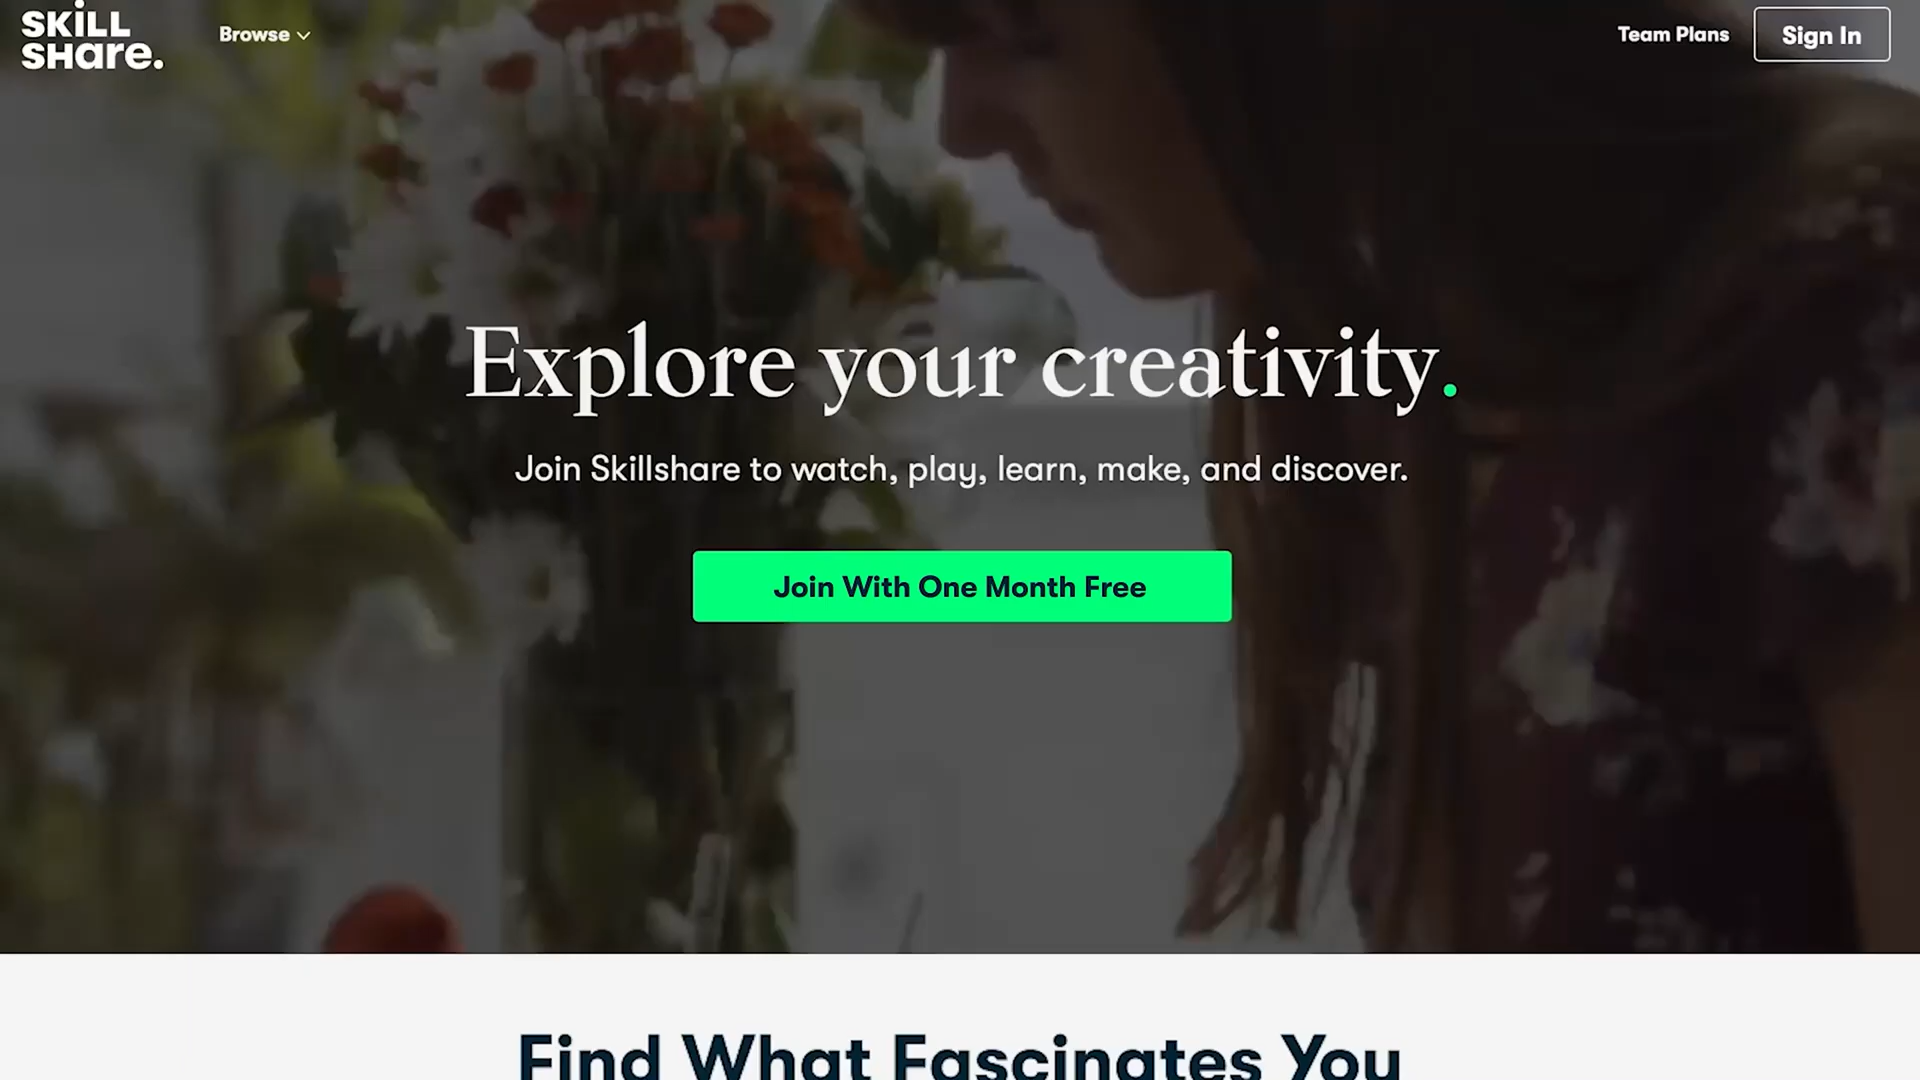 SKiLL
SHare.
Browse
Team Plans
Sign In
Explore your creativity.
Join Skillshare to watch, play, learn, make, and discover.
Join With One Month Free
Find What Fascinates You